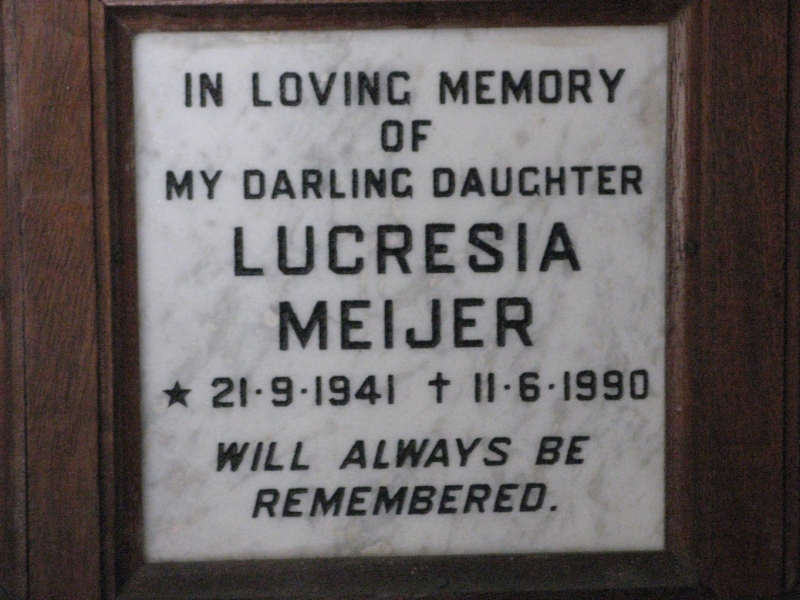 IN LOVING MEMORY
OF
MY DARLING DAUGHTER
LUCRESIA
MEIJER
★ 21·9·1941 † 11·6·1990
WILL ALWAYS BE
REMEMBERED.